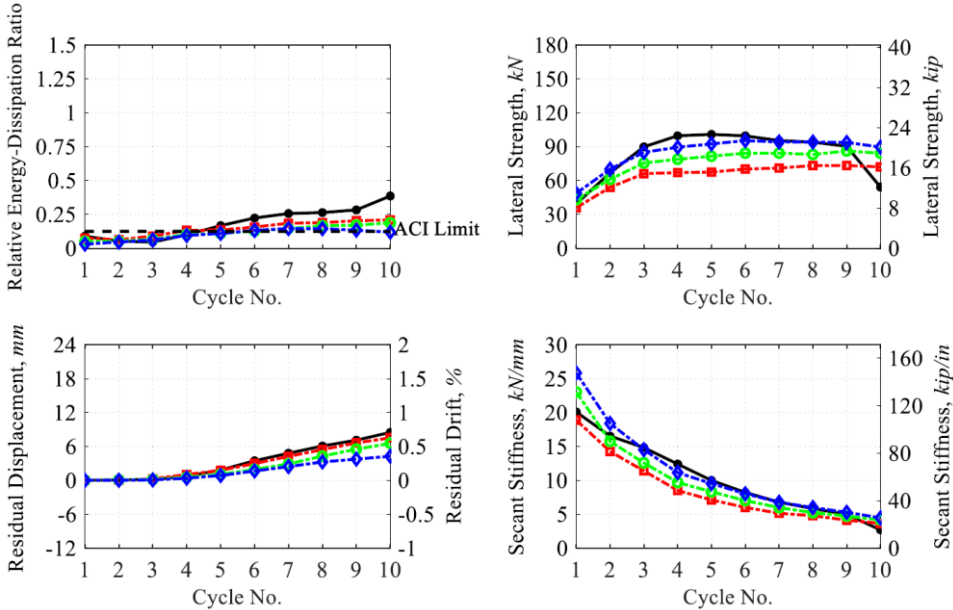 Relative Energy-Dissipation Ratio
1.5
1.25
1
0.75
0.5
0.25
0
ACI Limit
1 2 3 4 5 6 7 8 9 10
Cycle No.
Lateral Strength, kN
180
150
120
90
60
30
0
40
32
24
16
8
0
Lateral Strength, kip
1 2 3 4 5 6 7 8 9 10
Cycle No.
Residual Displacement, mm
24
18
12
6
0
-6
-12
2
1.5
1
0.5
0
-0.5
-1
Residual Drift, %
1 2 3 4 5 6 7 8 9 10
Cycle No.
Secant Stiffness, kN/mm
30
25
20
15
10
5
0
160
120
80
40
0
Secant Stiffness, kip/in
1 2 3 4 5 6 7 8 9 10
Cycle No.